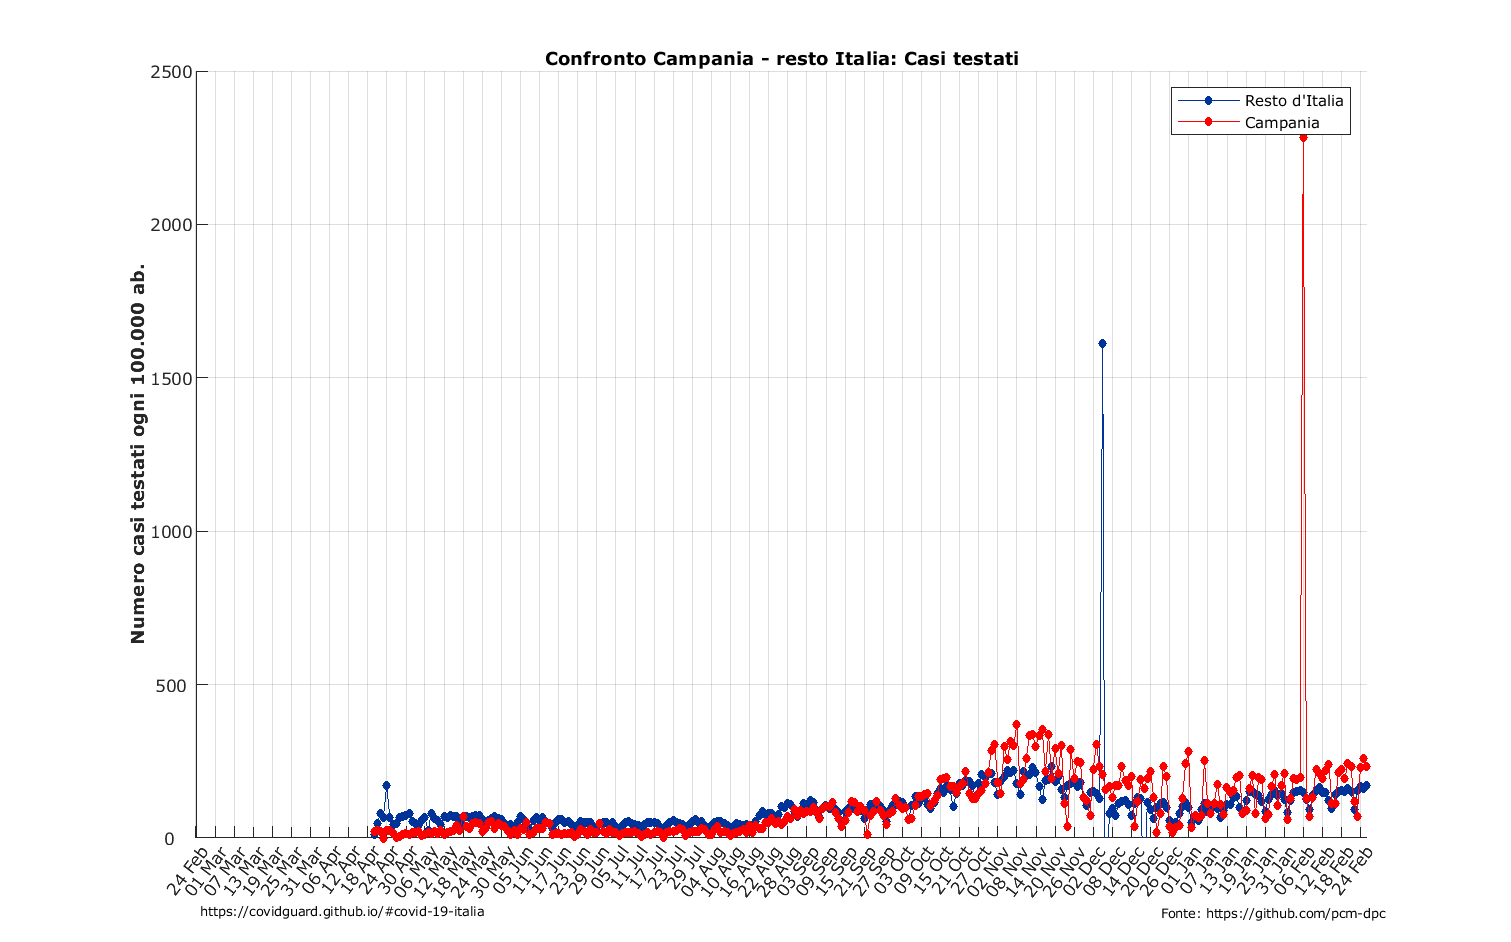 Confronto Campania - resto Italia: Casi testati
Resto d'Italia
Campania
Numero casi testati ogni 100.000 ab.
2500
2000
1500
1000
500
0
24 Feb
01 Mar
07 Mar
13 Mar
19 Mar
25 Mar
31 Mar
06 Apr
12 Apr
18 Apr
24 Apr
30 Apr
06 May
12 May
18 May
24 May
30 May
05 Jun
11 Jun
17 Jun
23 Jun
29 Jun
05 Jul
11 Jul
17 Jul
23 Jul
29 Jul
04 Aug
10 Aug
16 Aug
22 Aug
28 Aug
03 Sep
09 Sep
15 Sep
21 Sep
27 Sep
03 Oct
09 Oct
15 Oct
21 Oct
27 Oct
02 Nov
08 Nov
14 Nov
20 Nov
26 Nov
02 Dec
08 Dec
14 Dec
20 Dec
26 Dec
01 Jan
07 Jan
13 Jan
19 Jan
25 Jan
31 Jan
06 Feb
12 Feb
18 Feb
24 Feb
https://covidguard.github.io/#covid-19-italia
Fonte: https://github.com/pcm-dpc